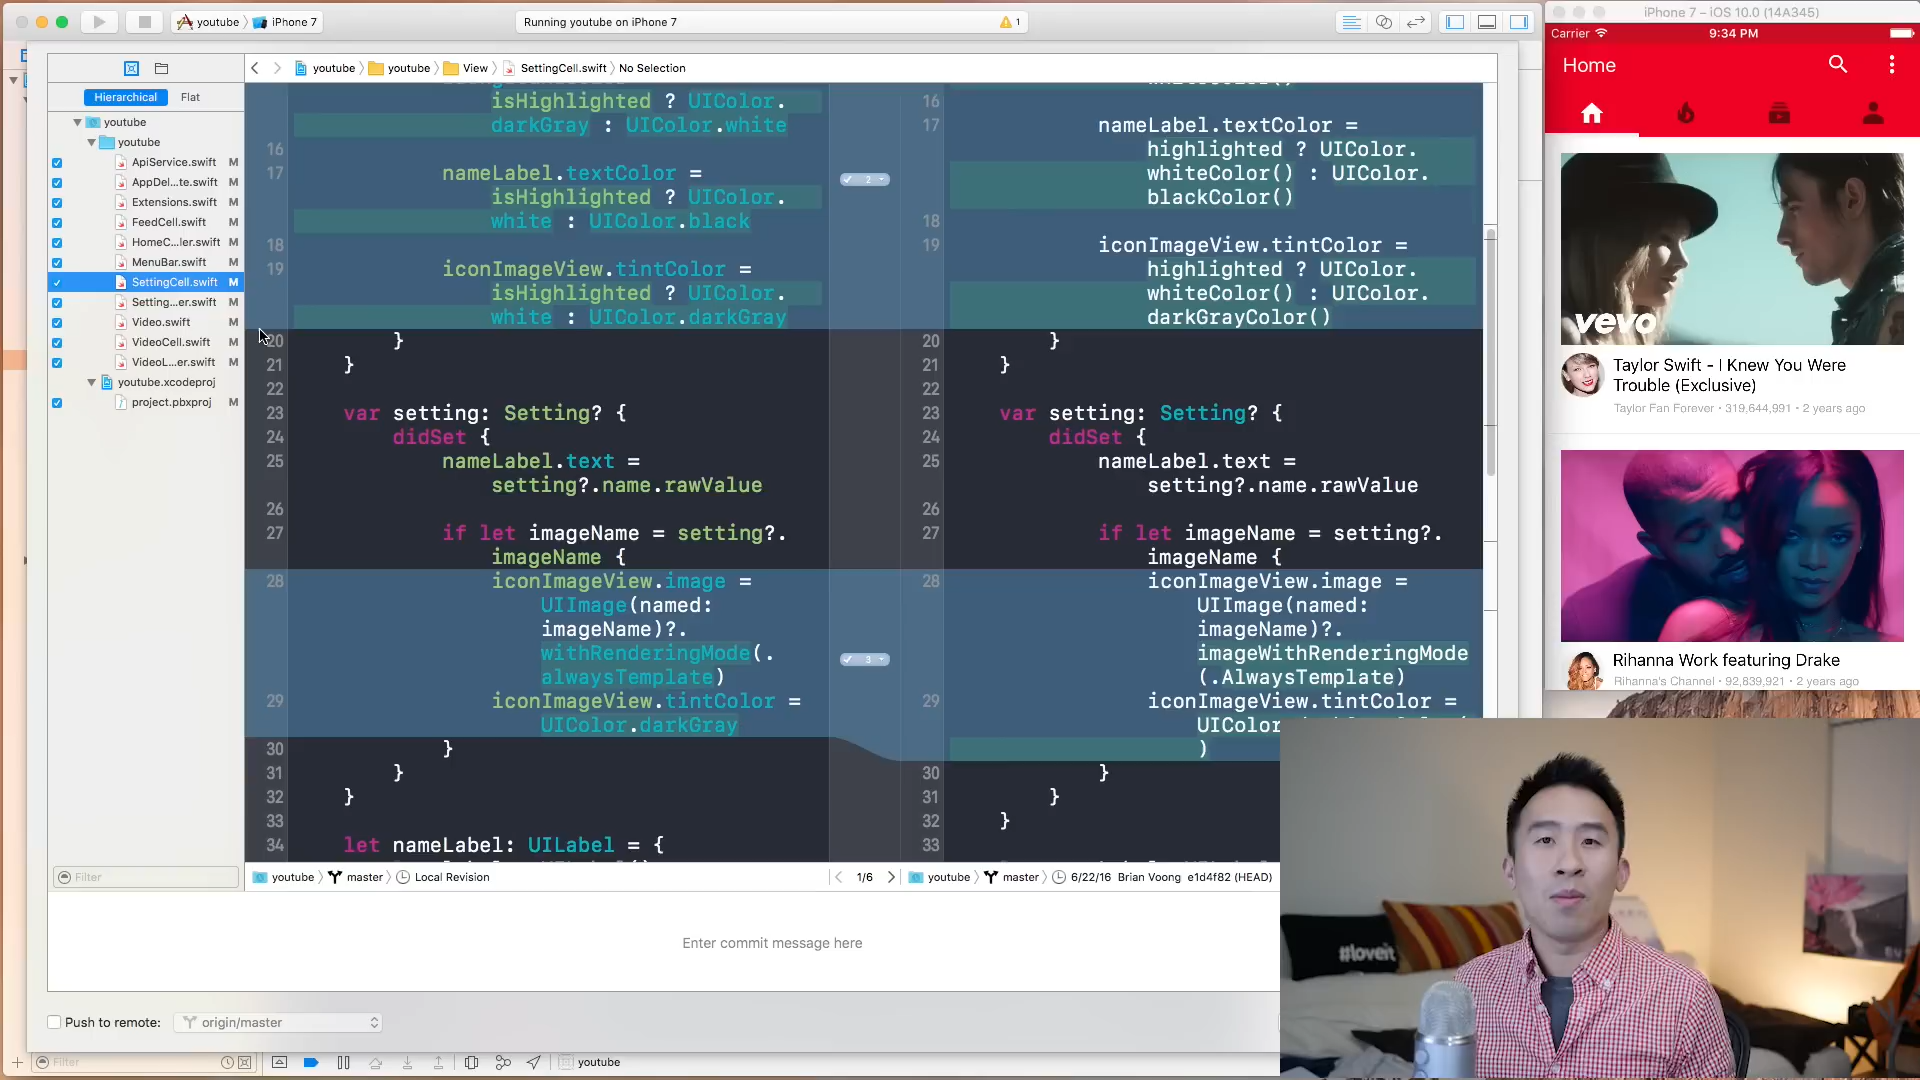 youtube
iPhone 7
Running youtube on iPhone 7
1
Hierarchical
Flat
youtube
youtube
ApiService.swift M
AppDel...te.swift M
Extensions.swift M
FeedCell.swift M
HomeC...ler.swift M
MenuBar.swift M
SettingCell.swift M
Setting...er.swift M
Video.swift M
VideoCell.swift M
VideoL...er.swift M
youtube.xcodeproj
project.pbxproj M
Filter
youtube
youtube
View
SettingCell.swift
No Selection
isHighlighted ? UIColor.
darkGray : UIColor.white
16
17 nameLabel.textColor =
isHighlighted ? UIColor.
white : UIColor.black
18
19 iconImageView.tintColor =
isHighlighted ? UIColor.
white : UIColor.darkGray
20 }
21 }
22
23 var setting: Setting? {
24 didSet {
25 nameLabel.text =
setting?.name.rawValue
26
27 if let imageName = setting?.
imageName {
28 iconImageView.image =
UIImage(named:
imageName)?.
withRenderingMode(.
alwaysTemplate)
29 iconImageView.tintColor =
UIColor.darkGray
30 }
31 }
32 }
33
34 let nameLabel: UILabel = {
2
3
16
17 nameLabel.textColor =
highlighted ? UIColor.
whiteColor() : UIColor.
blackColor()
18
19 iconImageView.tintColor =
highlighted ? UIColor.
whiteColor() : UIColor.
darkGrayColor()
20 }
21 }
22
23 var setting: Setting? {
24 didSet {
25 nameLabel.text =
setting?.name.rawValue
26
27 if let imageName = setting?.
imageName {
28 iconImageView.image =
UIImage(named:
imageName)?.
imageWithRenderingMode
(.AlwaysTemplate)
29 iconImageView.tintColor =
UIColor
)
30 }
31 }
32 }
33
youtube
master
Local Revision
1/6
youtube
master
6/22/16 Brian Voong e1d4f82 (HEAD)
Enter commit message here
Push to remote:
origin/master
Filter
youtube
iPhone 7 – iOS 10.0 (14A345)
Carrier
9:34 PM
Home
vevo
Taylor Swift - I Knew You Were
Trouble (Exclusive)
Taylor Fan Forever • 319,644,991 • 2 years ago
Rihanna Work featuring Drake
Rihanna's Channel • 92,839,921 • 2 years ago
#loveit